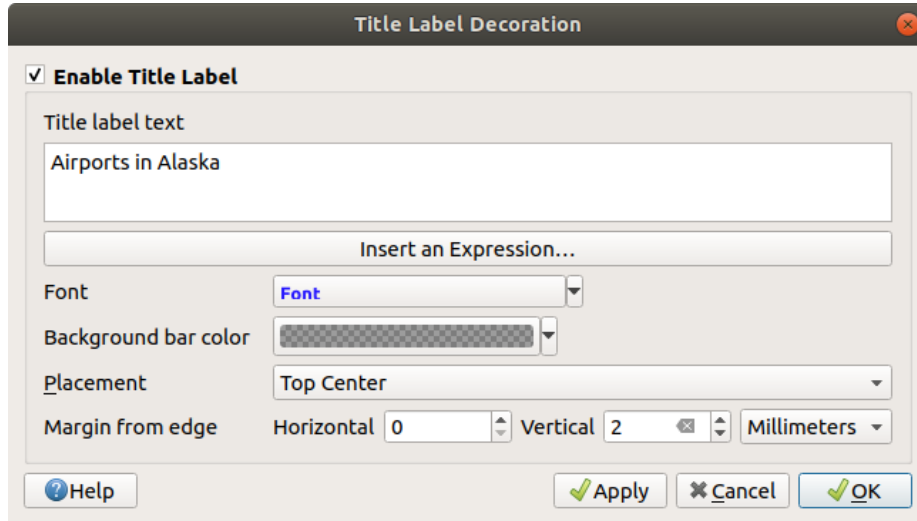 Title Label Decoration
Enable Title Label
Title label text
Airports in Alaska
Insert an Expression…
Font Font
Background bar color
Placement Top Center
Margin from edge Horizontal 0 Vertical 2 Millimeters
Help Apply Cancel OK